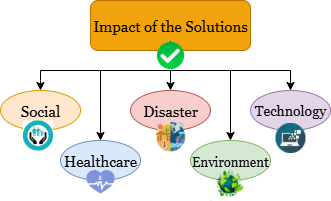 Impact of the Solutions
Social
Disaster
Technology
Healthcare
Environment